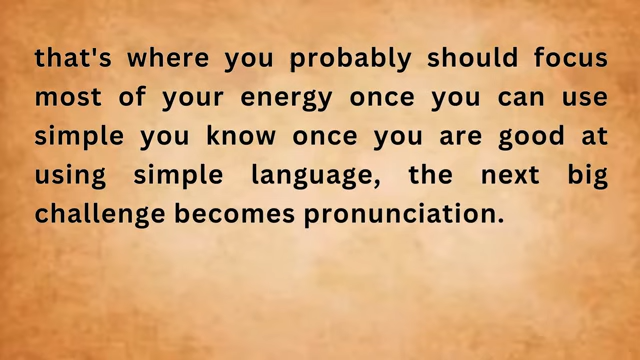 that's where you probably should focus
most of your energy once you can use
simple you know once you are good at
using simple language, the next big
challenge becomes pronunciation.